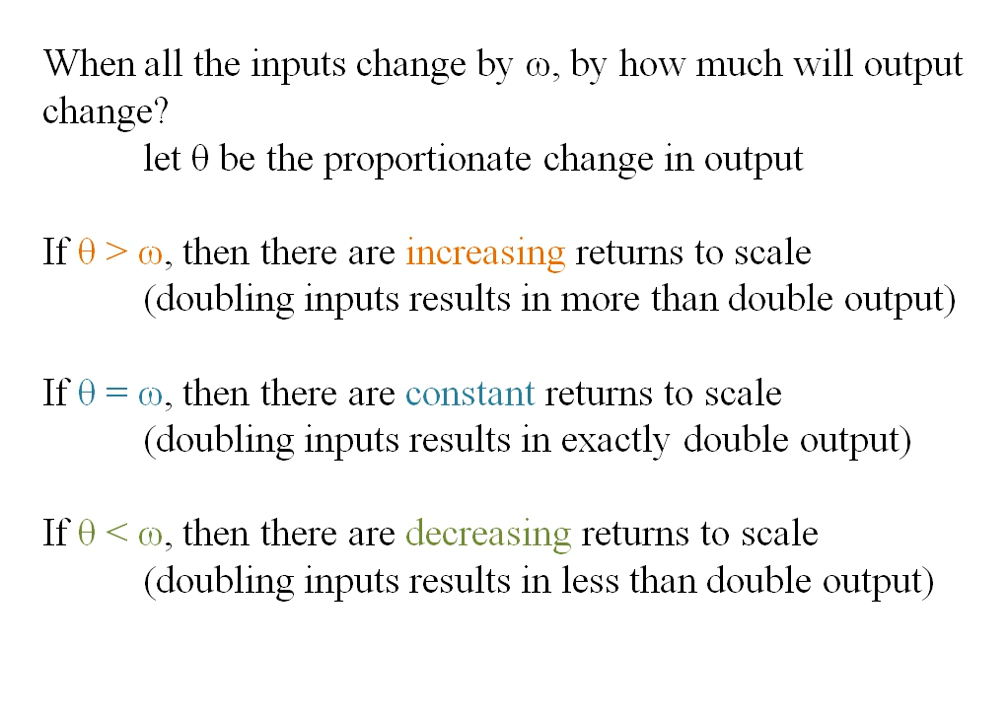 When all the inputs change by ω, by how much will output
change?
let θ be the proportionate change in output
If θ > ω, then there are increasing returns to scale
(doubling inputs results in more than double output)
If θ = ω, then there are constant returns to scale
(doubling inputs results in exactly double output)
If θ < ω, then there are decreasing returns to scale
(doubling inputs results in less than double output)